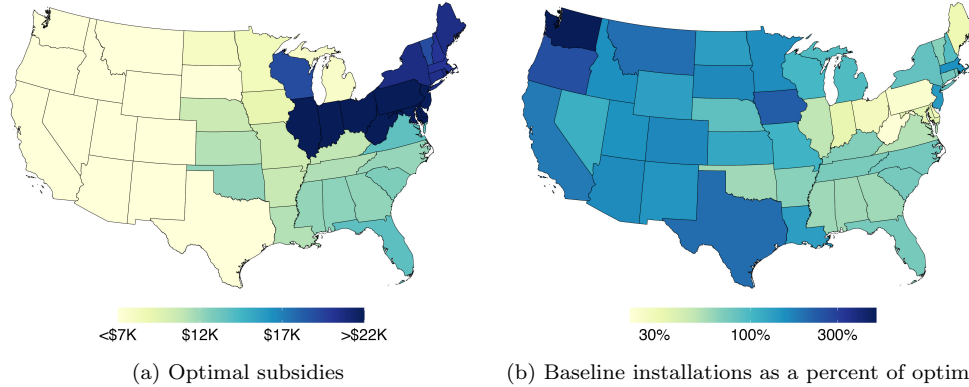 <$7K $12K $17K >$22K
30% 100% 300%
(a) Optimal subsidies
(b) Baseline installations as a percent of optim